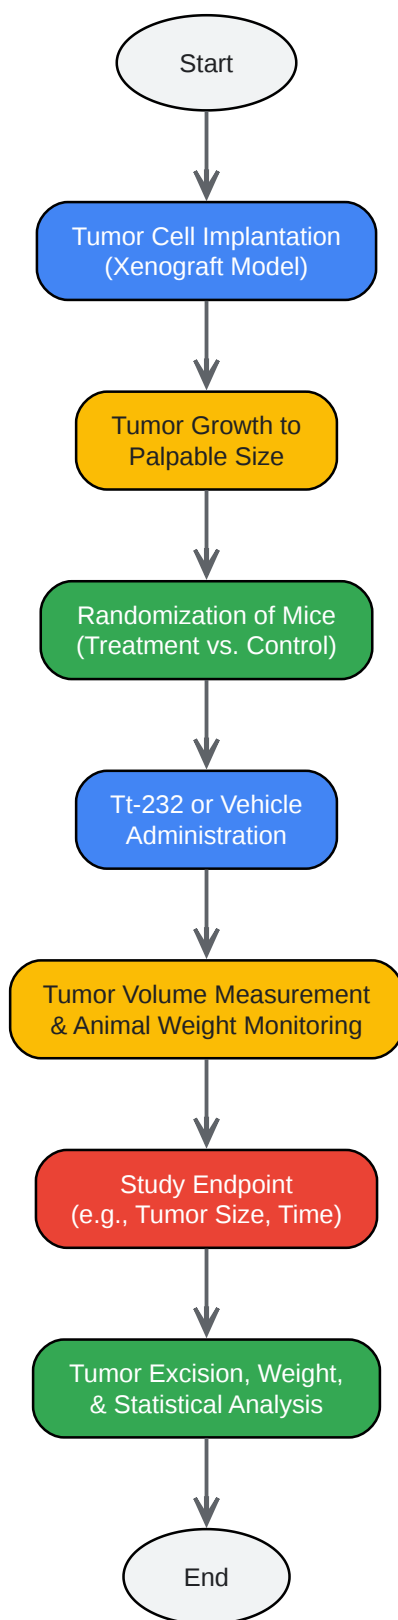 Start
Tumor Cell Implantation
(Xenograft Model)
Tumor Growth to
Palpable Size
Randomization of Mice
(Treatment vs. Control)
Tt-232 or Vehicle
Administration
Tumor Volume Measurement
& Animal Weight Monitoring
Study Endpoint
(e.g., Tumor Size, Time)
Tumor Excision, Weight,
& Statistical Analysis
End